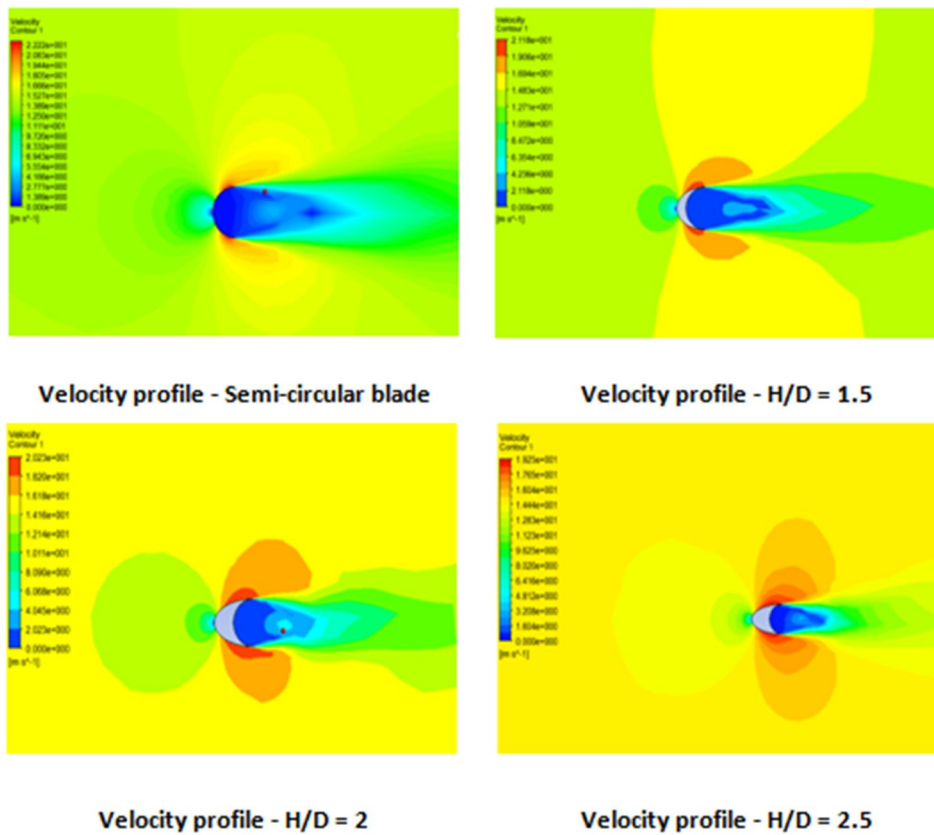 Velocity
Contour 1
2.222e+001
2.083e+001
1.944e+001
1.805e+001
1.666e+001
1.527e+001
1.389e+001
1.250e+001
1.111e+001
9.720e+000
8.332e+000
6.943e+000
5.554e+000
4.166e+000
2.777e+000
1.389e+000
0.000e+000
[m s^-1]
Velocity
Contour 1
2.118e+001
1.906e+001
1.694e+001
1.483e+001
1.271e+001
1.059e+001
8.472e+000
6.354e+000
4.236e+000
2.118e+000
0.000e+000
[m s^-1]
Velocity profile - Semi-circular blade
Velocity profile - H/D = 1.5
Velocity
Contour 1
2.023e+001
1.820e+001
1.618e+001
1.416e+001
1.214e+001
1.011e+001
8.090e+000
6.068e+000
4.045e+000
2.023e+000
0.000e+000
[m s^-1]
Velocity
Contour 1
1.925e+001
1.765e+001
1.604e+001
1.444e+001
1.283e+001
1.123e+001
9.625e+000
8.020e+000
6.416e+000
4.812e+000
3.208e+000
1.604e+000
0.000e+000
[m s^-1]
Velocity profile - H/D = 2
Velocity profile - H/D = 2.5